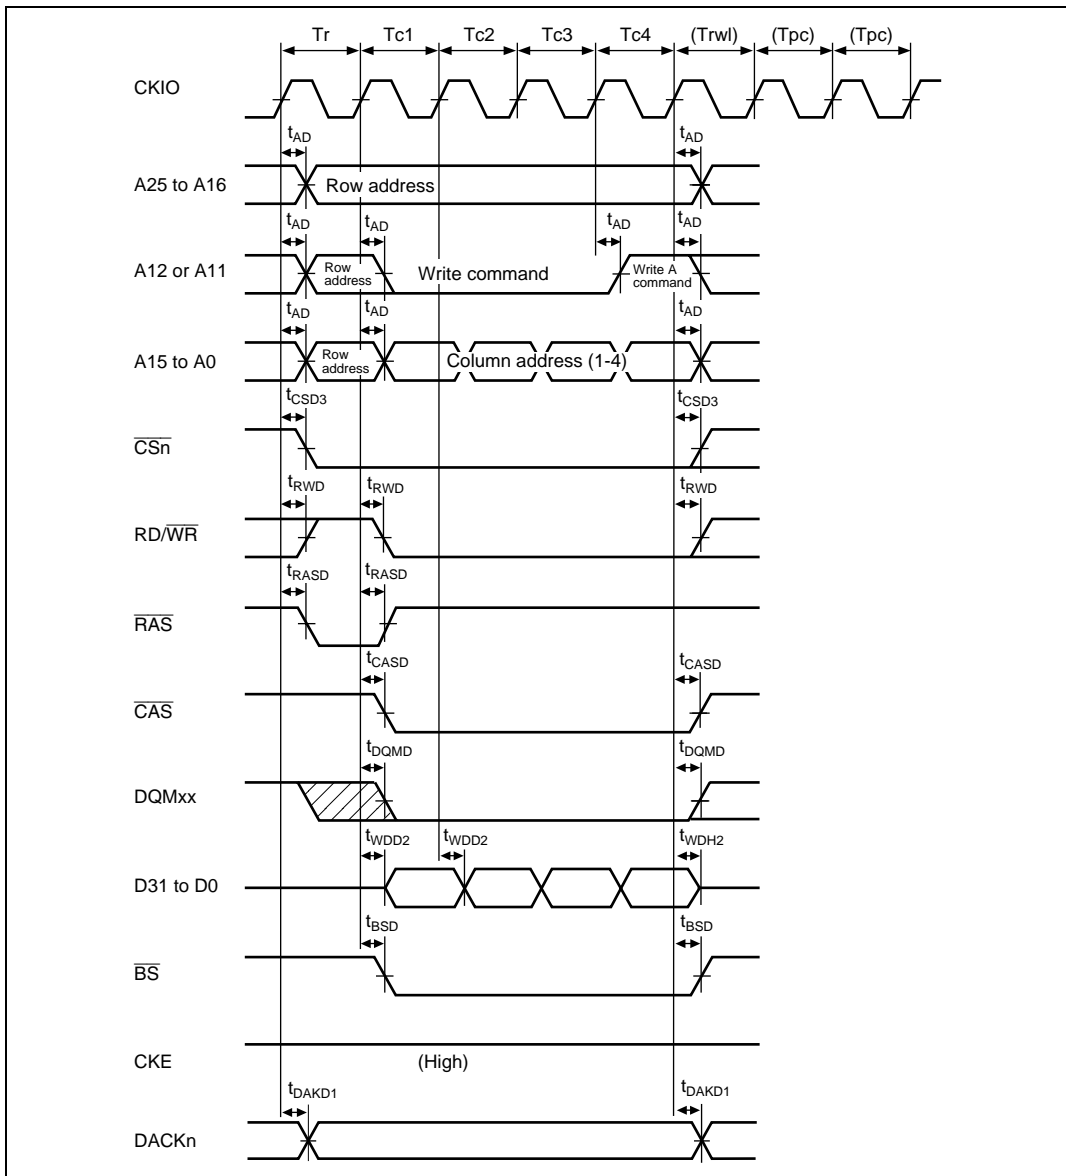 Tr Tc1 Tc2 Tc3 Tc4 (Trwl) (Tpc) (Tpc)
CKIO
tAD tAD
A25 to A16 Row address
tAD tAD tAD tAD
A12 or A11 Row address Write command Write A command
tAD tAD tAD
A15 to A0 Row address Column address (1-4)
tCSD3 tCSD3
CSn
tRWD tRWD tRWD
RD/WR
tRASD tRASD
RAS
tCASD tCASD
CAS
tDQMD tDQMD
DQMxx
tWDD2 tWDD2 tWDH2
D31 to D0
tBSD tBSD
BS
CKE (High)
tDAKD1 tDAKD1
DACKn